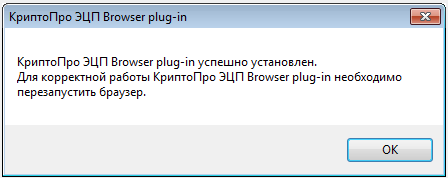 КриптоПро ЭЦП Browser plug-in
КриптоПро ЭЦП Browser plug-in успешно установлен.
Для корректной работы КриптоПро ЭЦП Browser plug-in необходимо
перезапустить браузер.
ОК